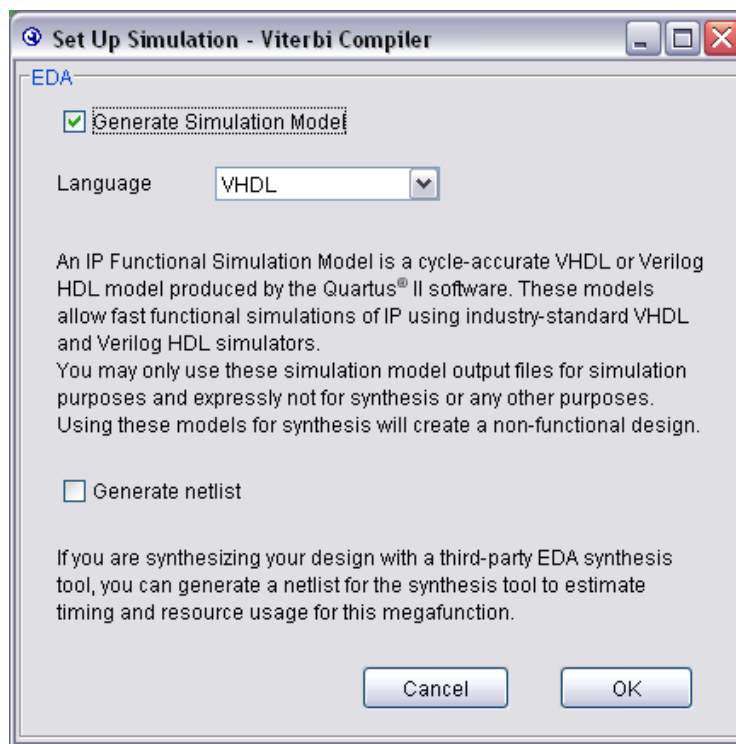 Set Up Simulation - Viterbi Compiler
EDA
Generate Simulation Model
Language
VHDL
An IP Functional Simulation Model is a cycle-accurate VHDL or Verilog
HDL model produced by the Quartus® II software. These models
allow fast functional simulations of IP using industry-standard VHDL
and Verilog HDL simulators.
You may only use these simulation model output files for simulation
purposes and expressly not for synthesis or any other purposes.
Using these models for synthesis will create a non-functional design.
Generate netlist
If you are synthesizing your design with a third-party EDA synthesis
tool, you can generate a netlist for the synthesis tool to estimate
timing and resource usage for this megafunction.
Cancel
OK